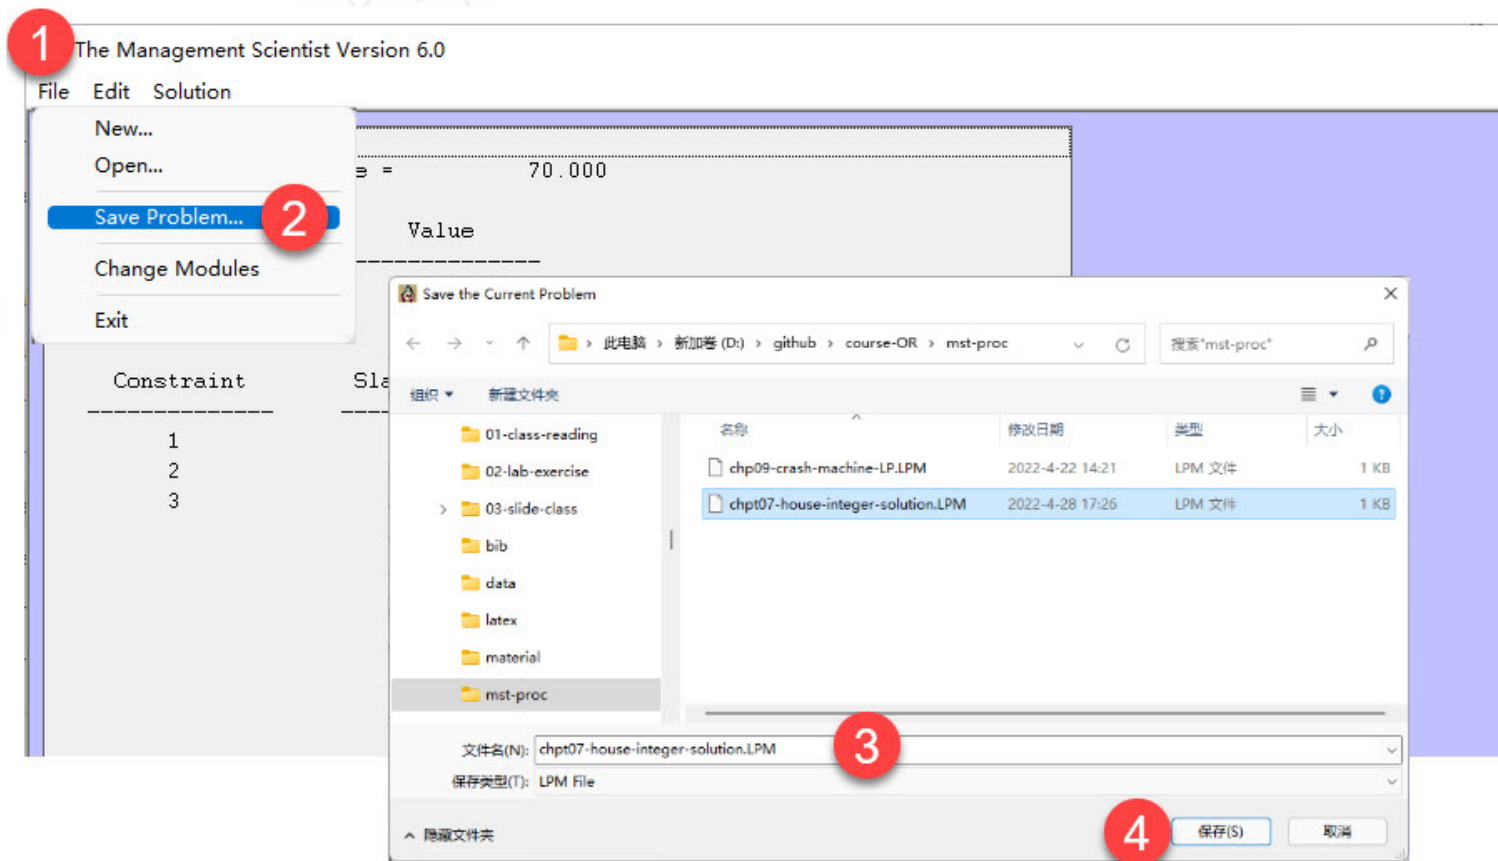 1
The Management Scientist Version 6.0
File Edit Solution
New...
Open...
Save Problem...
2
Change Modules
Exit
e = 70.000
Value
--------------
Constraint Sla
--------------
1
2
3
Save the Current Problem
此电脑 > 新加卷 (D:) > github > course-OR > mst-proc
搜索"mst-proc"
组织 新建文件夹
01-class-reading
02-lab-exercise
03-slide-class
bib
data
latex
material
mst-proc
名称 修改日期 类型 大小
chp09-crash-machine-LP.LPM 2022-4-22 14:21 LPM 文件 1 KB
chpt07-house-integer-solution.LPM 2022-4-28 17:26 LPM 文件 1 KB
文件名(N): chpt07-house-integer-solution.LPM
3
保存类型(T): LPM File
隐藏文件夹
4
保存(S) 取消